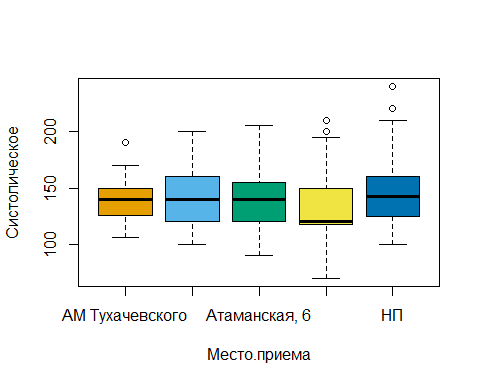 Систолическое
200
150
100
АМ Тухачевского Атаманская, 6 НП
Место.приема